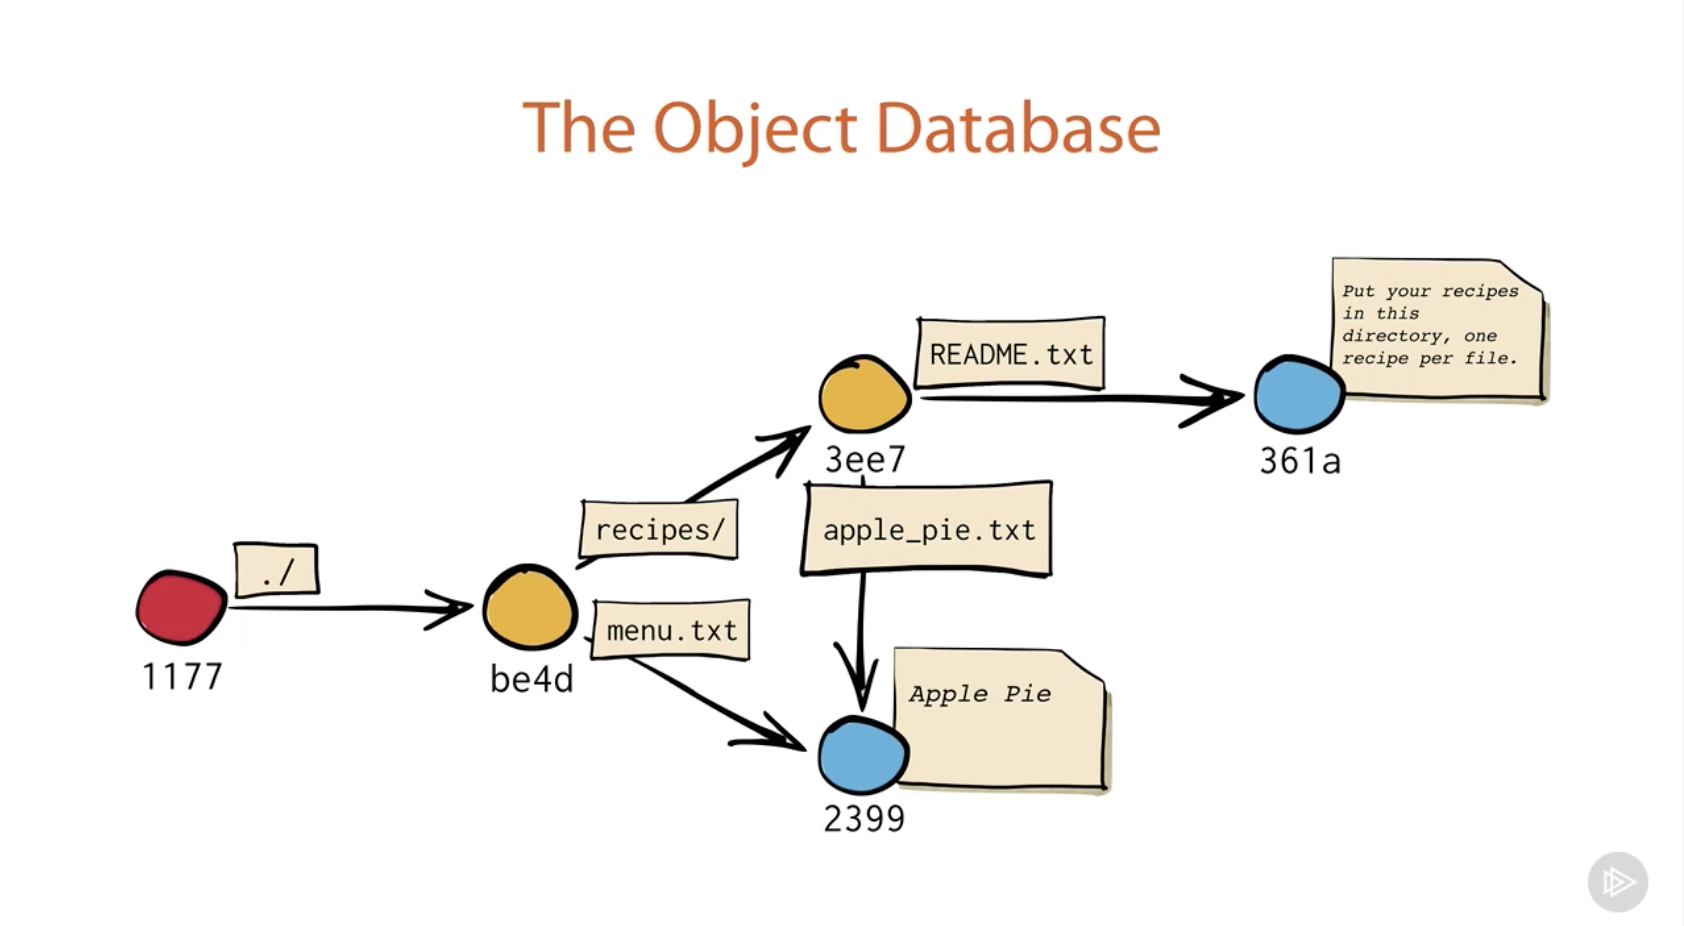 The Object Database
Put your recipes
in this
directory, one
recipe per file.
README.txt
3ee7
361a
recipes/
apple_pie.txt
./
menu.txt
1177
be4d
Apple Pie
2399